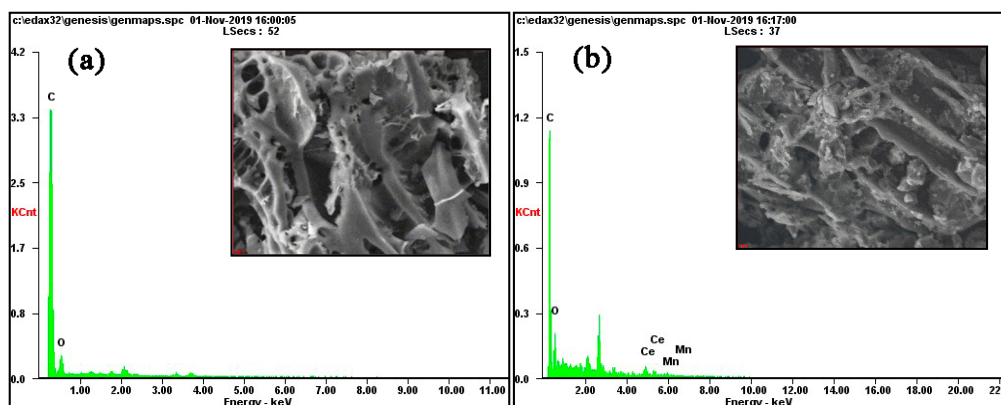 c:\edax32\genesis\genmaps.spc 01-Nov-2019 16:00:05
LSecs : 52
4.2
(a)
C
3.3
2.5
KCnt
1.7
0.8
O
0.0
1.00 2.00 3.00 4.00 5.00 6.00 7.00 8.00 9.00 10.00 11.00
Energy - keV
c:\edax32\genesis\genmaps.spc 01-Nov-2019 16:17:00
LSecs : 37
1.5
(b)
C
1.2
0.9
KCnt
0.6
0.3
O
Ce
Ce
Mn
Mn
0.0
2.00 4.00 6.00 8.00 10.00 12.00 14.00 16.00 18.00 20.00 22
Energy - keV